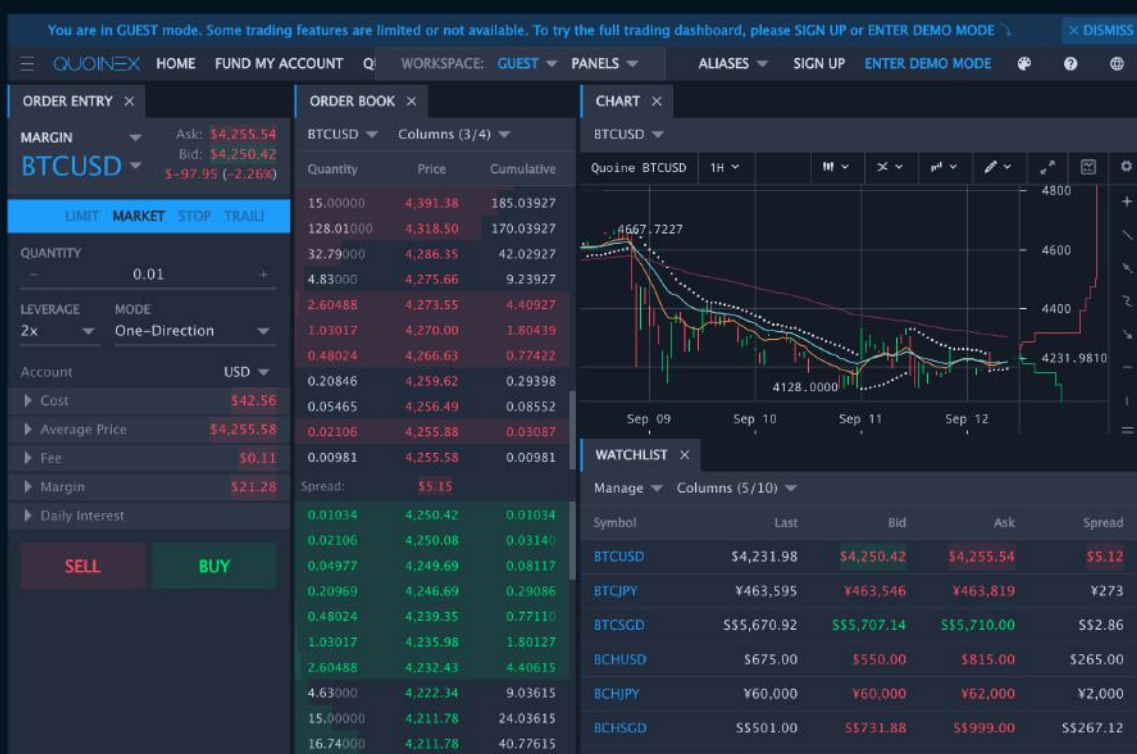 You are in GUEST mode. Some trading features are limited or not available. To try the full trading dashboard, please SIGN UP or ENTER DEMO MODE
× DISMISS
QUOINEX HOME FUND MY ACCOUNT QU WORKSPACE: GUEST PANELS ALIASES SIGN UP ENTER DEMO MODE
ORDER ENTRY ×
MARGIN
BTCUSD
Ask: $4,255.54
Bid: $4,250.42
$-97.95 (-2.26%)
LIMIT MARKET STOP TRAILI
QUANTITY
– 0.01 +
LEVERAGE MODE
2x One-Direction
Account USD
Cost $42.56
Average Price $4,255.58
Fee $0.11
Margin $21.28
Daily Interest
SELL BUY
ORDER BOOK ×
BTCUSD Columns (3/4)
Quantity Price Cumulative
15.00000 4,391.38 185.03927
128.01000 4,318.50 170.03927
32.79000 4,286.35 42.02927
4.83000 4,275.66 9.23927
2.60488 4,273.55 4.40927
1.03017 4,270.00 1.80439
0.48024 4,266.63 0.77422
0.20846 4,259.62 0.29398
0.05465 4,256.49 0.08552
0.02106 4,255.88 0.03087
0.00981 4,255.58 0.00981
Spread: $5.15
0.01034 4,250.42 0.01034
0.02106 4,250.08 0.03140
0.04977 4,249.69 0.08117
0.20969 4,246.69 0.29086
0.48024 4,239.35 0.77110
1.03017 4,235.98 1.80127
2.60488 4,232.43 4.40615
4.63000 4,222.34 9.03615
15.00000 4,211.78 24.03615
16.74000 4,211.78 40.77615
CHART ×
BTCUSD
Quoine BTCUSD 1H
4800
4667.7227
4600
4400
4231.9810
4128.0000
Sep 09 Sep 10 Sep 11 Sep 12
WATCHLIST ×
Manage Columns (5/10)
Symbol Last Bid Ask Spread
BTCUSD $4,231.98 $4,250.42 $4,255.54 $5.12
BTCJPY ¥463,595 ¥463,546 ¥463,819 ¥273
BTCSGD S$5,670.92 S$5,707.14 S$5,710.00 S$2.86
BCHUSD $675.00 $550.00 $815.00 $265.00
BCHJPY ¥60,000 ¥60,000 ¥62,000 ¥2,000
BCHSGD S$501.00 S$731.88 S$999.00 S$267.12